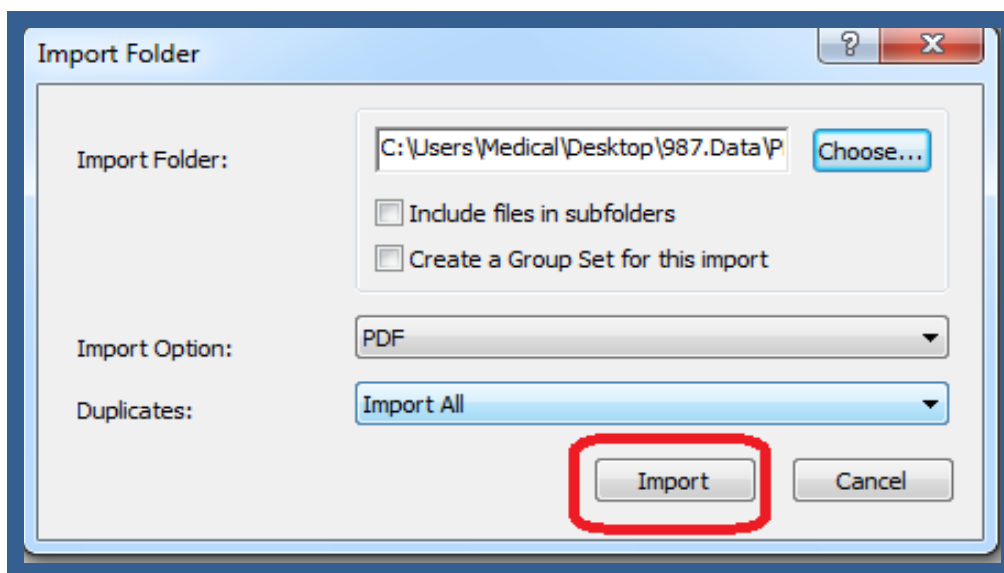 Import Folder
Import Folder:
C:\Users\Medical\Desktop\987.Data\P
Choose...
Include files in subfolders
Create a Group Set for this import
Import Option:
PDF
Duplicates:
Import All
Import
Cancel